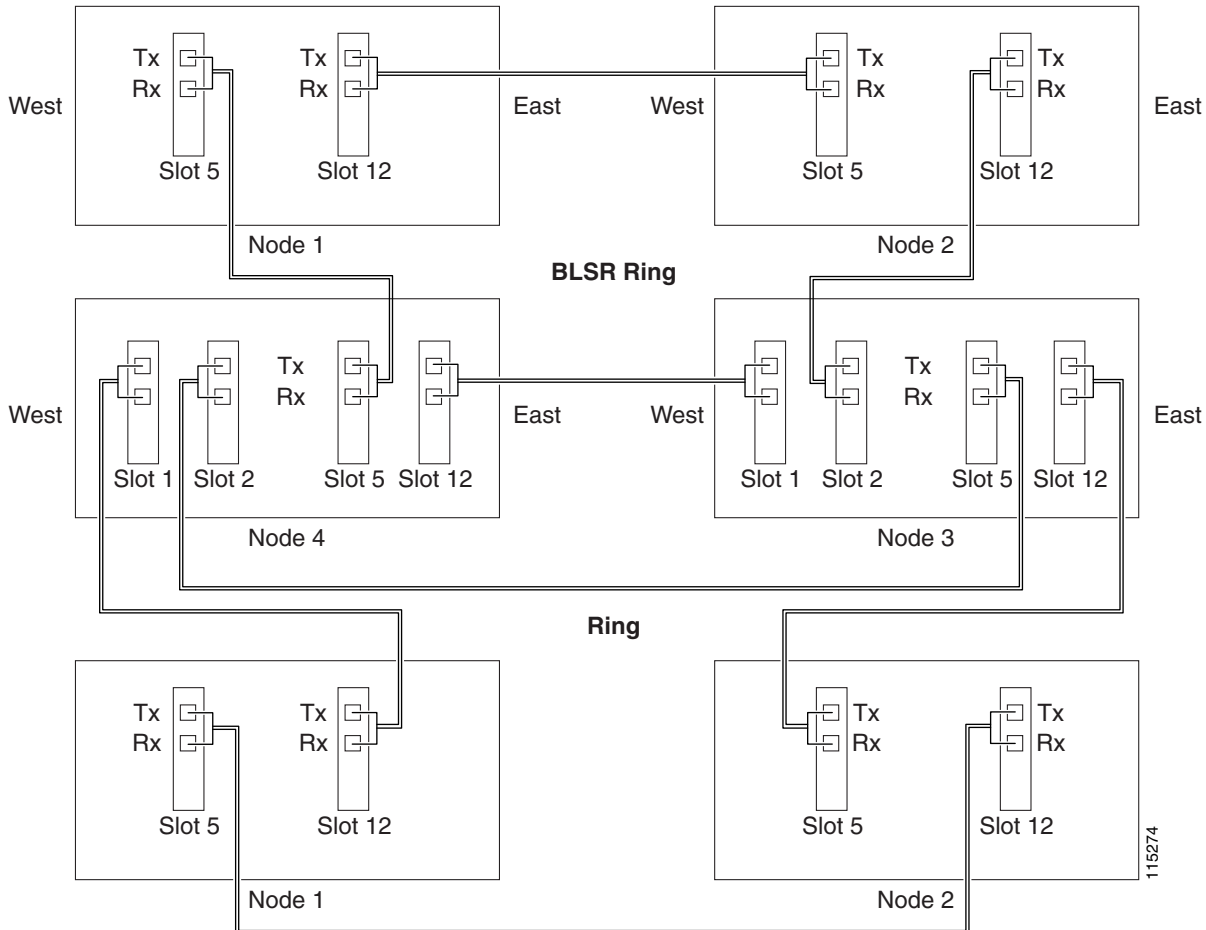 Tx
Rx
Tx
Rx
Tx
Rx
Tx
Rx
West
East
West
East
Slot 5
Slot 12
Slot 5
Slot 12
Node 1
Node 2
BLSR Ring
Tx
Rx
Tx
Rx
West
East
West
East
Slot 1
Slot 2
Slot 5
Slot 12
Slot 1
Slot 2
Slot 5
Slot 12
Node 4
Node 3
Ring
Tx
Rx
Tx
Rx
Tx
Rx
Tx
Rx
Slot 5
Slot 12
Slot 5
Slot 12
115274
Node 1
Node 2